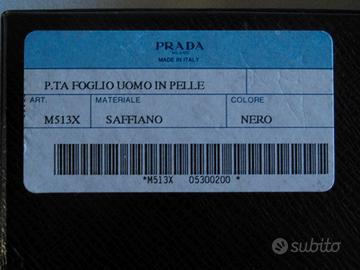 PRADA
MILANO
MADE IN ITALY
P.TA FOGLIO UOMO IN PELLE
ART. MATERIALE COLORE
M513X SAFFIANO NERO
*M513X 05300200 *
subito